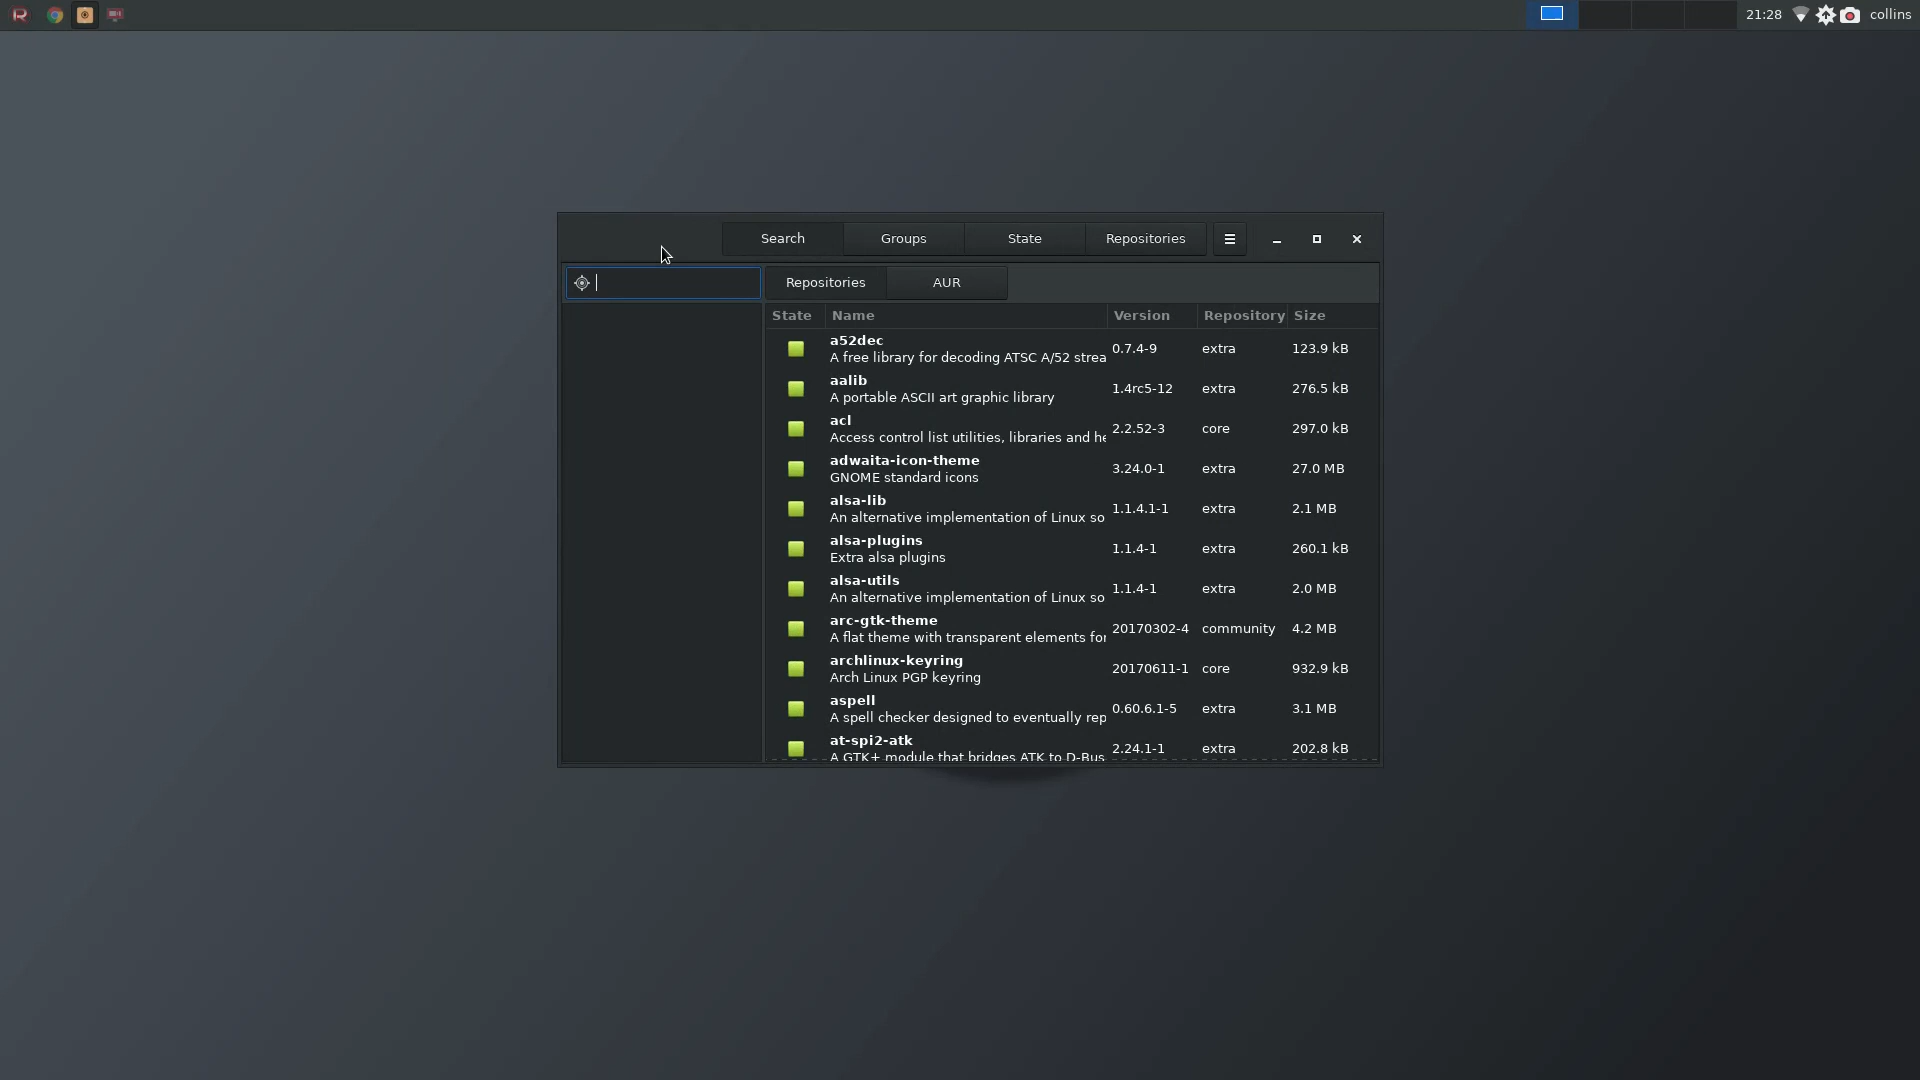 21:28 collins
Search Groups State Repositories
Repositories AUR
State Name Version Repository Size
a52dec
A free library for decoding ATSC A/52 strea 0.7.4-9 extra 123.9 kB
aalib
A portable ASCII art graphic library 1.4rc5-12 extra 276.5 kB
acl
Access control list utilities, libraries and he 2.2.52-3 core 297.0 kB
adwaita-icon-theme
GNOME standard icons 3.24.0-1 extra 27.0 MB
alsa-lib
An alternative implementation of Linux so 1.1.4.1-1 extra 2.1 MB
alsa-plugins
Extra alsa plugins 1.1.4-1 extra 260.1 kB
alsa-utils
An alternative implementation of Linux so 1.1.4-1 extra 2.0 MB
arc-gtk-theme
A flat theme with transparent elements for 20170302-4 community 4.2 MB
archlinux-keyring
Arch Linux PGP keyring 20170611-1 core 932.9 kB
aspell
A spell checker designed to eventually rep 0.60.6.1-5 extra 3.1 MB
at-spi2-atk
A GTK+ module that bridges ATK to D-Bus 2.24.1-1 extra 202.8 kB